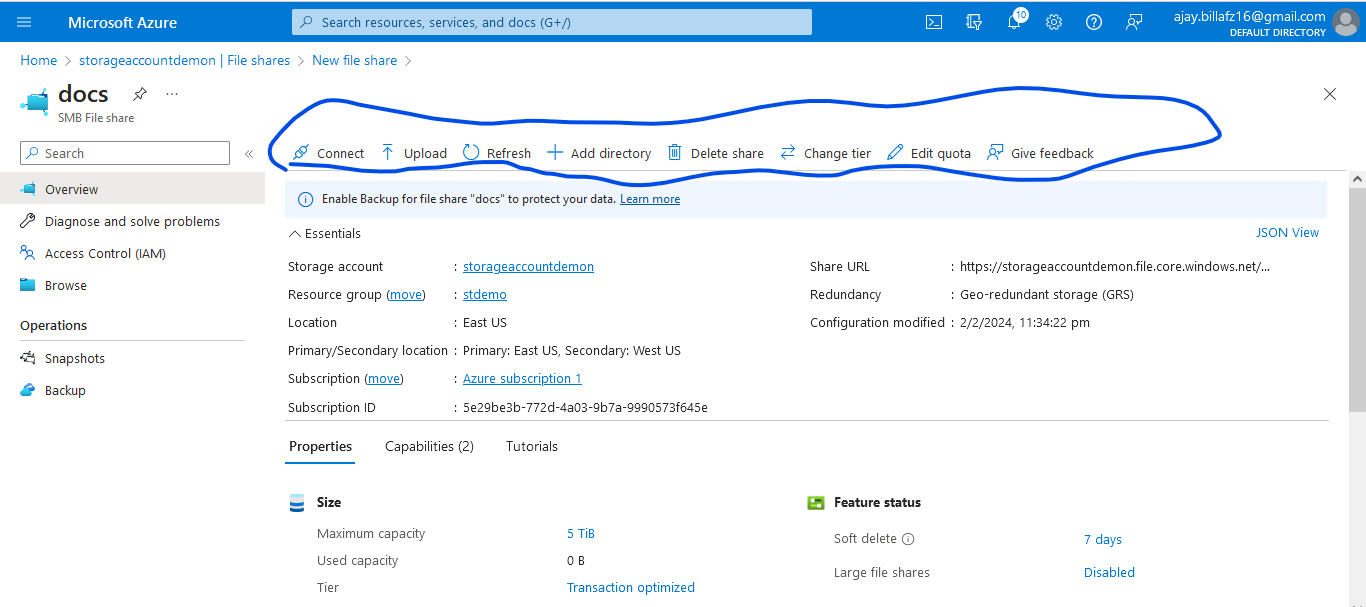 Microsoft Azure
Search resources, services, and docs (G+/)
10
ajay.billafz16@gmail.com
DEFAULT DIRECTORY
Home > storageaccountdemon | File shares > New file share >
docs ...
SMB File share
Search «
Connect Upload Refresh Add directory Delete share Change tier Edit quota Give feedback
Overview
Diagnose and solve problems
Access Control (IAM)
Browse
Operations
Snapshots
Backup
Enable Backup for file share "docs" to protect your data. Learn more
Essentials JSON View
Storage account : storageaccountdemon
Resource group (move) : stdemo
Location : East US
Primary/Secondary location : Primary: East US, Secondary: West US
Subscription (move) : Azure subscription 1
Subscription ID : 5e29be3b-772d-4a03-9b7a-9990573f645e
Share URL : https://storageaccountdemon.file.core.windows.net/...
Redundancy : Geo-redundant storage (GRS)
Configuration modified : 2/2/2024, 11:34:22 pm
Properties Capabilities (2) Tutorials
Size
Maximum capacity 5 TiB
Used capacity 0 B
Tier Transaction optimized
Feature status
Soft delete 7 days
Large file shares Disabled